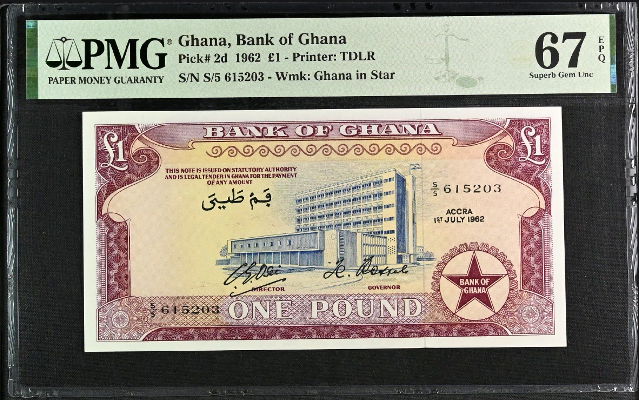 PMG
PAPER MONEY GUARANTY
Ghana, Bank of Ghana
Pick# 2d 1962 £1 - Printer: TDLR
S/N S/5 615203 - Wmk: Ghana in Star
67 EPQ
Superb Gem Unc
BANK OF GHANA
£1
£1
THIS NOTE IS ISSUED ON STATUTORY AUTHORITY
AND IS LEGAL TENDER IN GHANA FOR THE PAYMENT
OF ANY AMOUNT
S/5 615203
ACCRA
1ST JULY 1962
DIRECTOR
GOVERNOR
BANK OF
GHANA
S/5 615203
ONE POUND